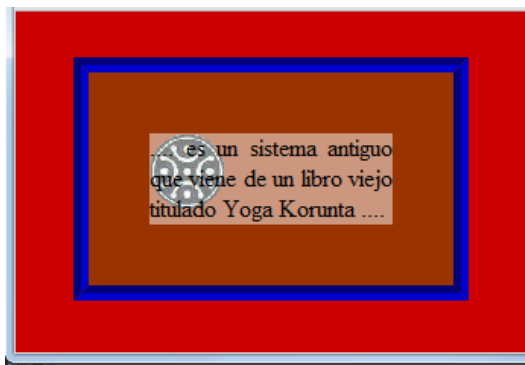 .... es un sistema antiguo
que viene de un libro viejo
titulado Yoga Korunta ....